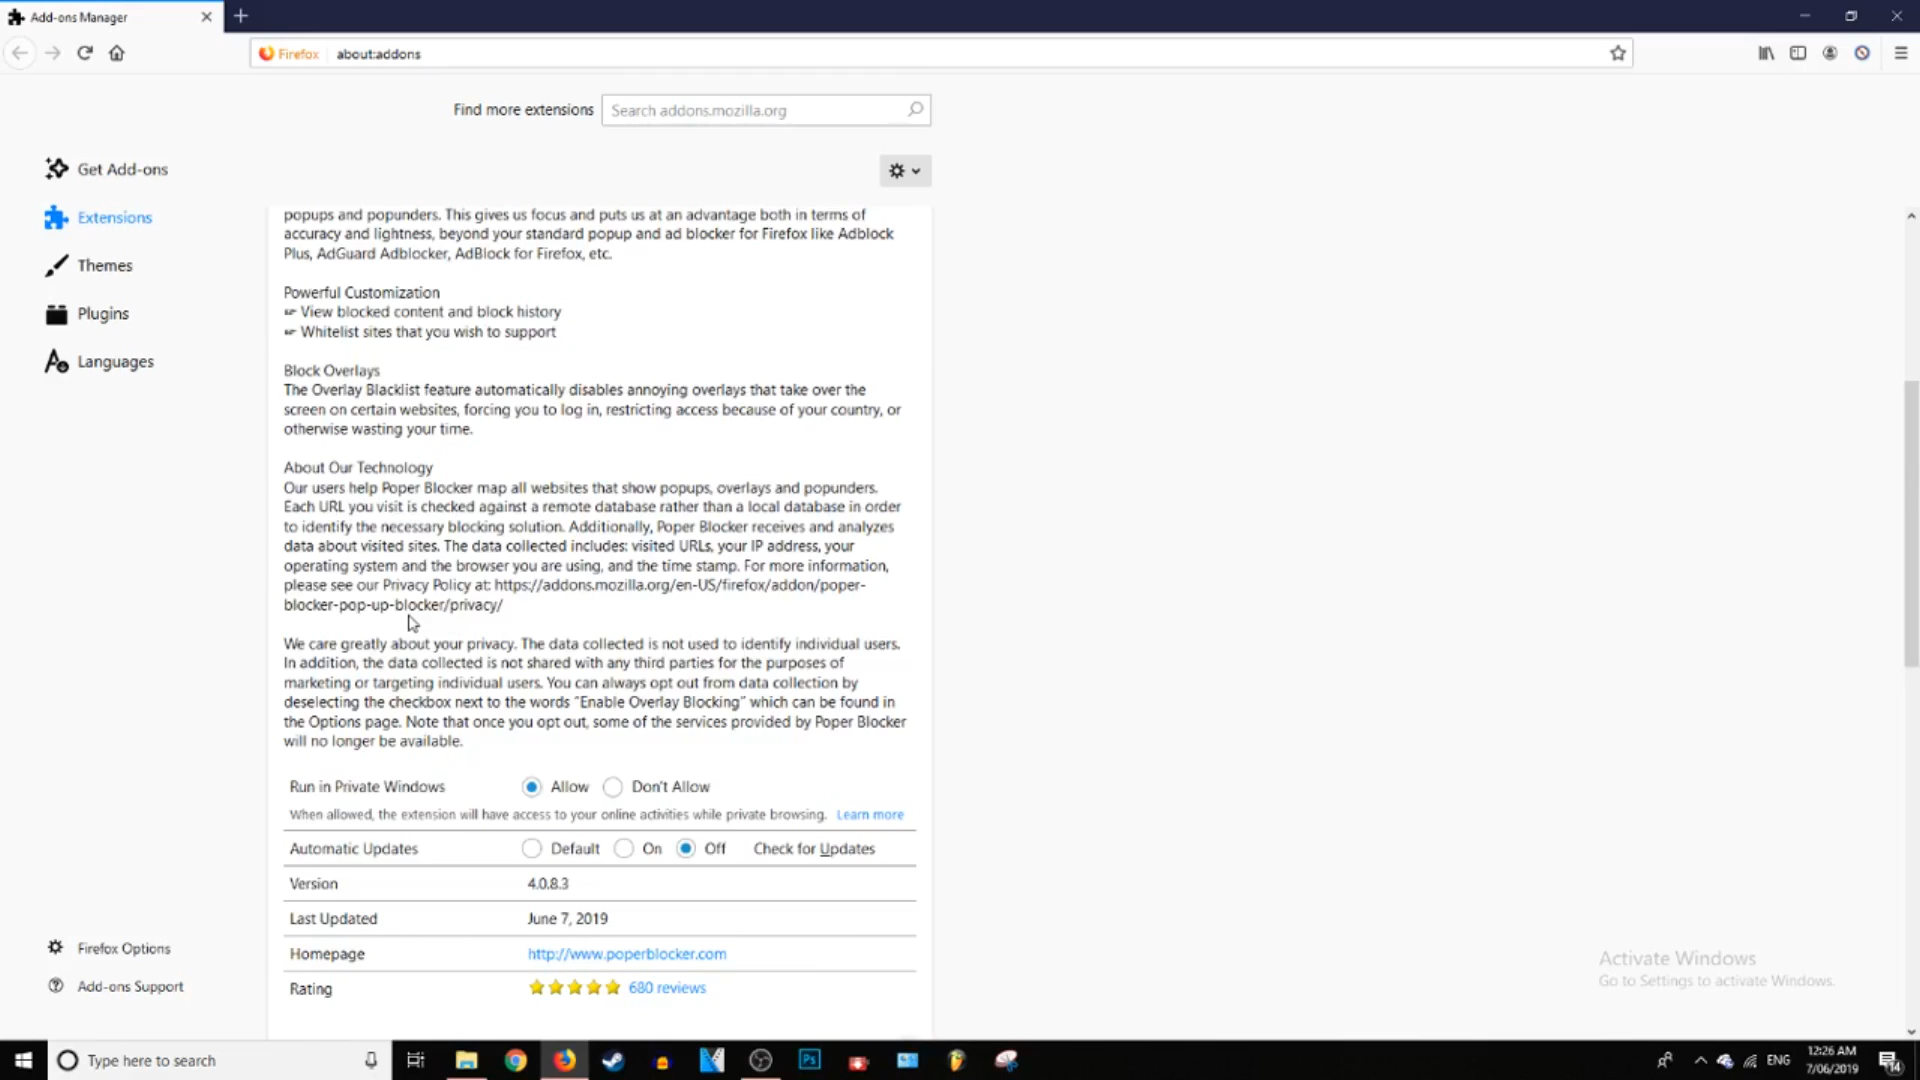 Add-ons Manager
Firefox about:addons
Find more extensions Search addons.mozilla.org
Get Add-ons
Extensions
Themes
Plugins
Languages
popups and popunders. This gives us focus and puts us at an advantage both in terms of
accuracy and lightness, beyond your standard popup and ad blocker for Firefox like Adblock
Plus, AdGuard Adblocker, AdBlock for Firefox, etc.
Powerful Customization
☛ View blocked content and block history
☛ Whitelist sites that you wish to support
Block Overlays
The Overlay Blacklist feature automatically disables annoying overlays that take over the
screen on certain websites, forcing you to log in, restricting access because of your country, or
otherwise wasting your time.
About Our Technology
Our users help Poper Blocker map all websites that show popups, overlays and popunders.
Each URL you visit is checked against a remote database rather than a local database in order
to identify the necessary blocking solution. Additionally, Poper Blocker receives and analyzes
data about visited sites. The data collected includes: visited URLs, your IP address, your
operating system and the browser you are using, and the time stamp. For more information,
please see our Privacy Policy at: https://addons.mozilla.org/en-US/firefox/addon/poper-
blocker-pop-up-blocker/privacy/
We care greatly about your privacy. The data collected is not used to identify individual users.
In addition, the data collected is not shared with any third parties for the purposes of
marketing or targeting individual users. You can always opt out from data collection by
deselecting the checkbox next to the words “Enable Overlay Blocking” which can be found in
the Options page. Note that once you opt out, some of the services provided by Poper Blocker
will no longer be available.
Run in Private Windows Allow Don't Allow
When allowed, the extension will have access to your online activities while private browsing. Learn more
Automatic Updates Default On Off Check for Updates
Version 4.0.8.3
Last Updated June 7, 2019
Homepage http://www.poperblocker.com
Rating 680 reviews
Firefox Options
Add-ons Support
Activate Windows
Go to Settings to activate Windows.
Type here to search
Ps
ENG
12:26 AM
7/06/2019
14